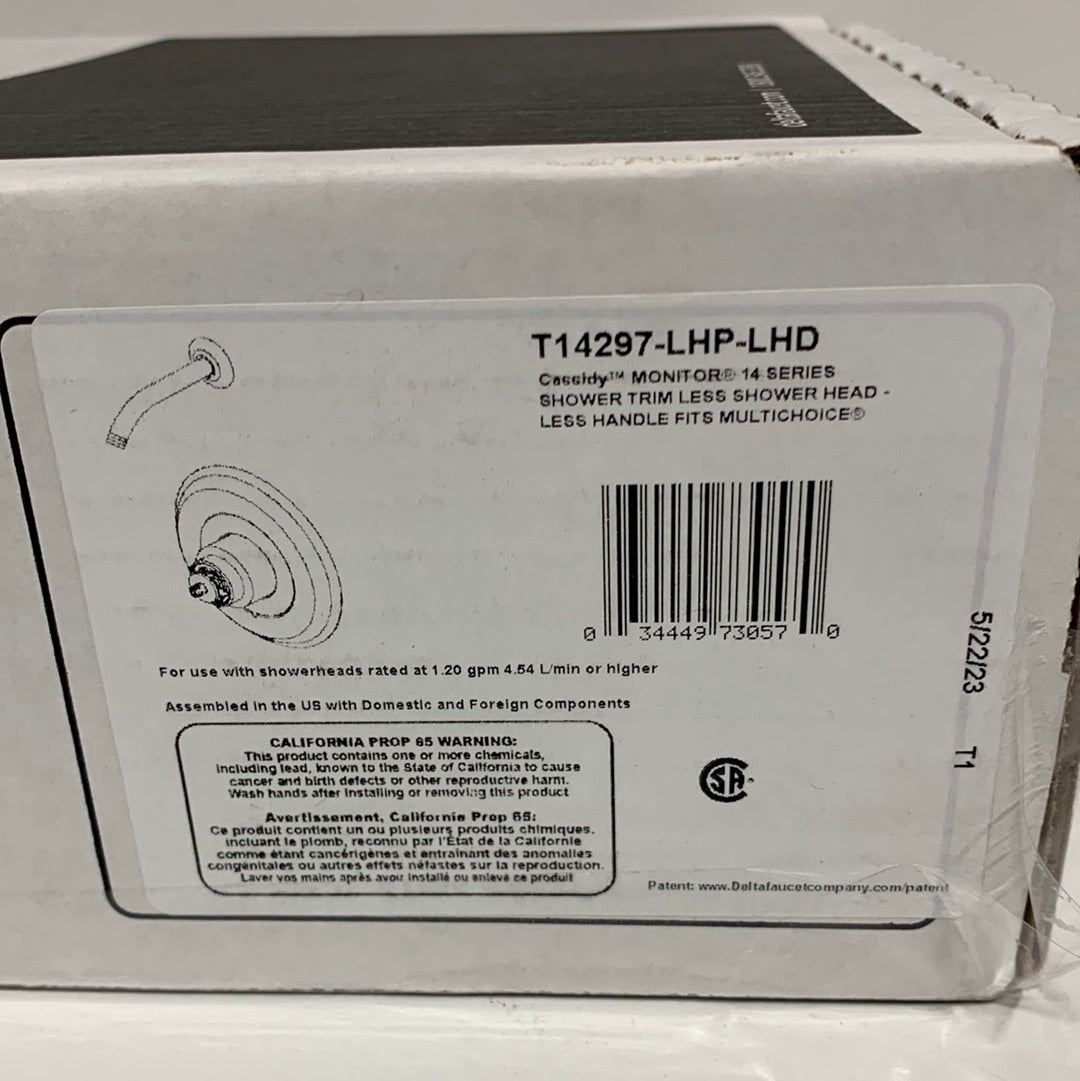 T14297-LHP-LHD
Cassidy™ MONITOR® 14 SERIES
SHOWER TRIM LESS SHOWER HEAD -
LESS HANDLE FITS MULTICHOICE®
0 34449 73057 0
For use with showerheads rated at 1.20 gpm 4.54 L/min or higher
Assembled in the US with Domestic and Foreign Components
CALIFORNIA PROP 65 WARNING:
This product contains one or more chemicals,
including lead, known to the State of California to cause
cancer and birth defects or other reproductive harm.
Wash hands after installing or removing this product
Avertissement, Californie Prop 65:
Ce produit contient un ou plusieurs produits chimiques.
incluant le plomb, reconnu par l'État de la Californie
comme étant cancérigènes et entraînant des anomalies
congénitales ou autres effets néfastes sur la reproduction.
Laver vos mains après avoir installé ou enlevé ce produit
SA
Patent: www.Deltafaucetcompany.com/patent
5/22/23 T1